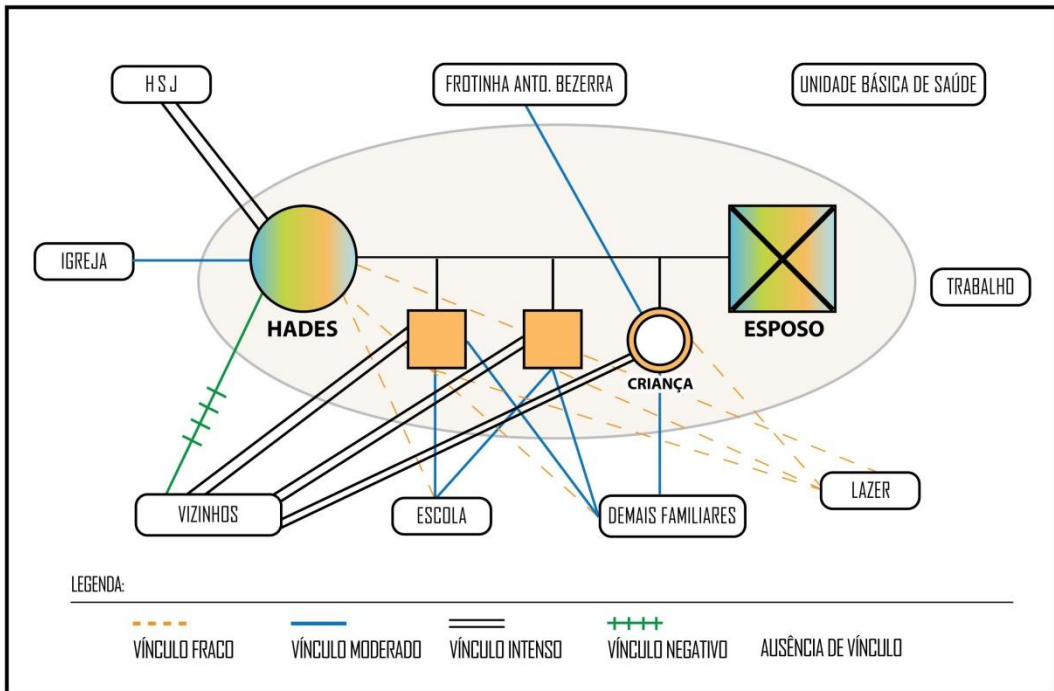 HSJ
FROTINHA ANTO. BEZERRA
UNIDADE BÁSICA DE SAÚDE
IGREJA
TRABALHO
HADES
ESPOSO
CRIANÇA
LAZER
VIZINHOS
ESCOLA
DEMAIS FAMILIARES
LEGENDA:
VÍNCULO FRACO
VÍNCULO MODERADO
VÍNCULO INTENSO
VÍNCULO NEGATIVO
AUSÊNCIA DE VÍNCULO